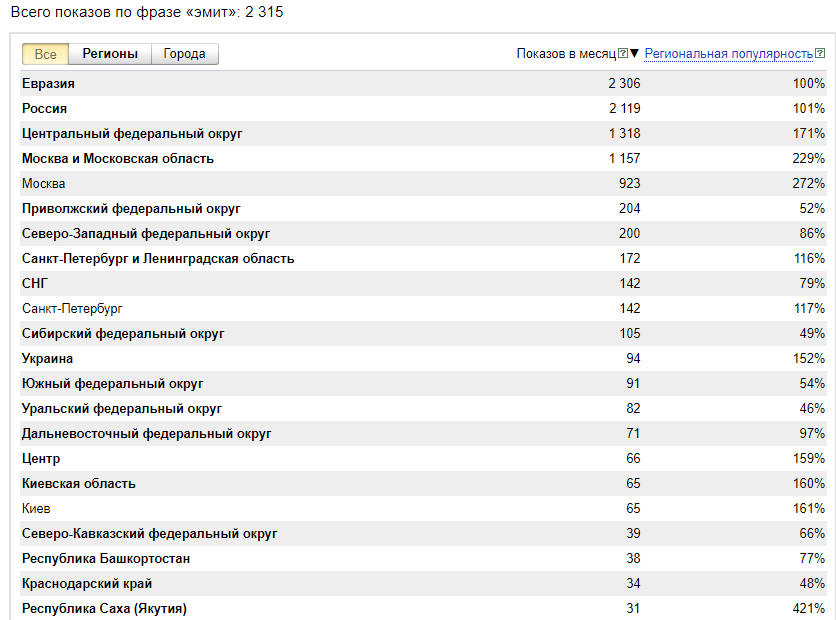 Всего показов по фразе «эмит»: 2 315
Все Регионы Города Показов в месяц ? ▼ Региональная популярность ?
Евразия 2 306 100%
Россия 2 119 101%
Центральный федеральный округ 1 318 171%
Москва и Московская область 1 157 229%
Москва 923 272%
Приволжский федеральный округ 204 52%
Северо-Западный федеральный округ 200 86%
Санкт-Петербург и Ленинградская область 172 116%
СНГ 142 79%
Санкт-Петербург 142 117%
Сибирский федеральный округ 105 49%
Украина 94 152%
Южный федеральный округ 91 54%
Уральский федеральный округ 82 46%
Дальневосточный федеральный округ 71 97%
Центр 66 159%
Киевская область 65 160%
Киев 65 161%
Северо-Кавказский федеральный округ 39 66%
Республика Башкортостан 38 77%
Краснодарский край 34 48%
Республика Саха (Якутия) 31 421%